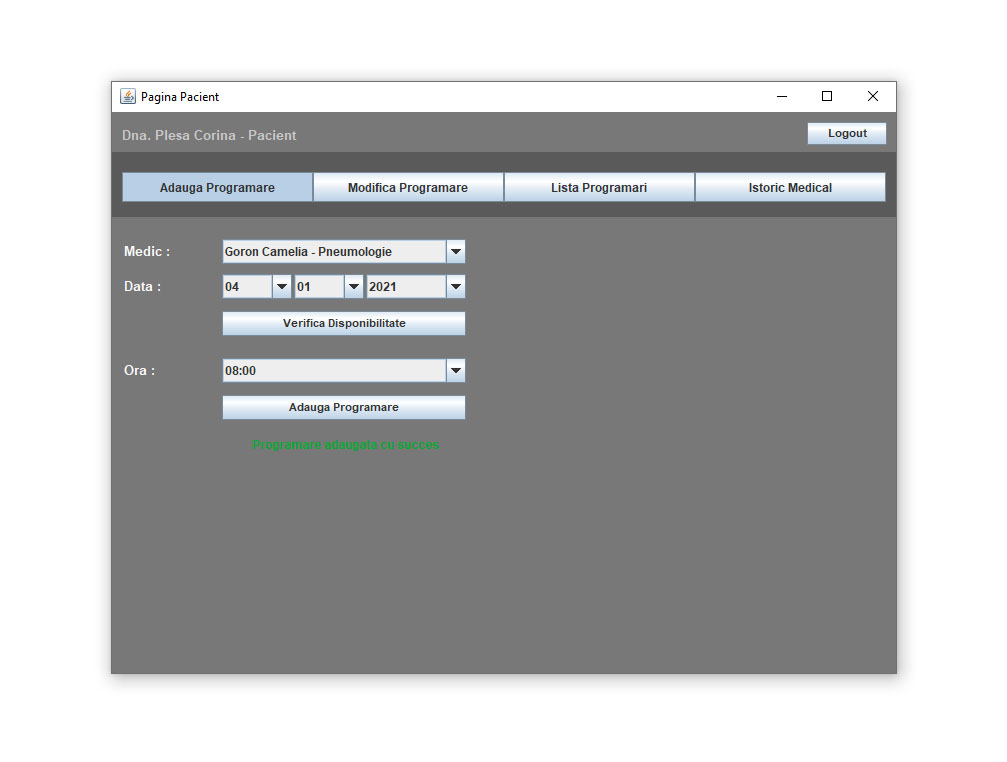 Pagina Pacient
Dna. Plesa Corina - Pacient
Logout
Adauga Programare Modifica Programare Lista Programari Istoric Medical
Medic : Goron Camelia - Pneumologie
Data : 04 01 2021
Verifica Disponibilitate
Ora : 08:00
Adauga Programare
Programare adaugata cu succes